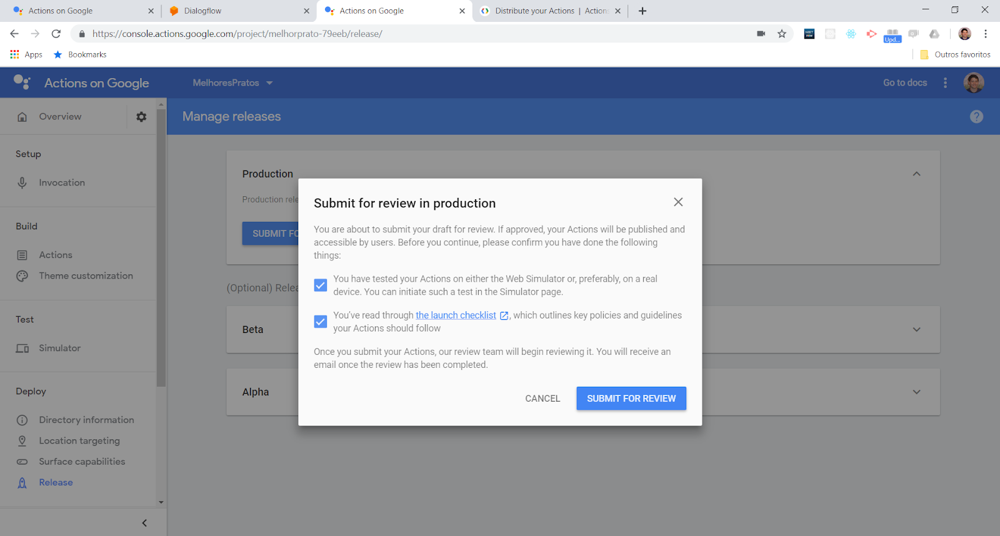 Actions on Google
Dialogflow
Actions on Google
Distribute your Actions | Action
https://console.actions.google.com/project/melhorprato-79eeb/release/
Upd...
Apps
Bookmarks
Outros favoritos
Actions on Google
MelhoresPratos
Go to docs
Overview
Manage releases
Setup
Invocation
Build
Actions
Theme customization
Test
Simulator
Deploy
Directory information
Location targeting
Surface capabilities
Release
Production
Production rele
SUBMIT FO
(Optional) Relea
Beta
Alpha
Submit for review in production
You are about to submit your draft for review. If approved, your Actions will be published and
accessible by users. Before you continue, please confirm you have done the following
things:
You have tested your Actions on either the Web Simulator or, preferably, on a real
device. You can initiate such a test in the Simulator page.
You've read through the launch checklist , which outlines key policies and guidelines
your Actions should follow
Once you submit your Actions, our review team will begin reviewing it. You will receive an
email once the review has been completed.
CANCEL
SUBMIT FOR REVIEW